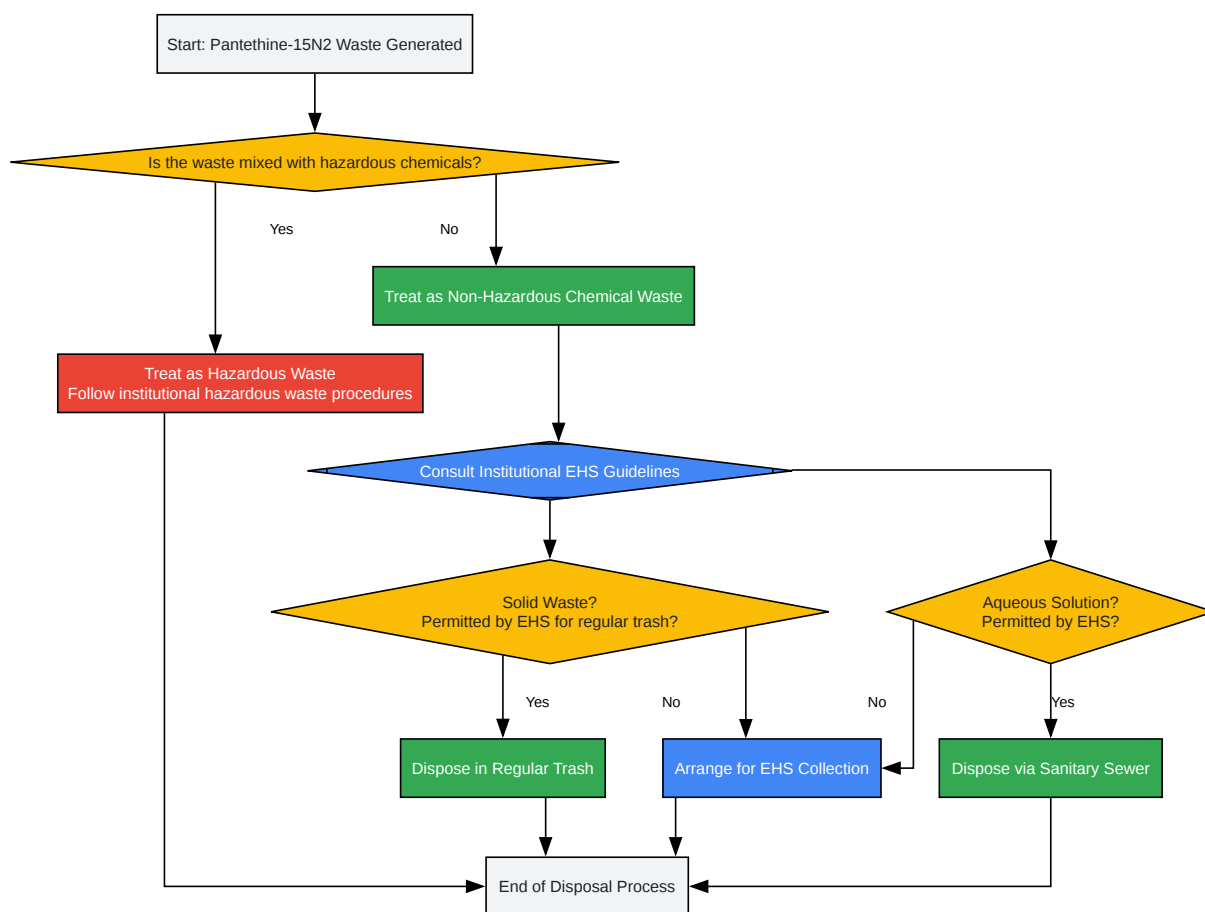 Start: Pantethine-15N2 Waste Generated
Is the waste mixed with hazardous chemicals?
Yes
No
Treat as Non-Hazardous Chemical Waste
Treat as Hazardous Waste
Follow institutional hazardous waste procedures
Consult Institutional EHS Guidelines
Solid Waste?
Permitted by EHS for regular trash?
Aqueous Solution?
Permitted by EHS?
Yes
No
No
Yes
Dispose in Regular Trash
Arrange for EHS Collection
Dispose via Sanitary Sewer
End of Disposal Process